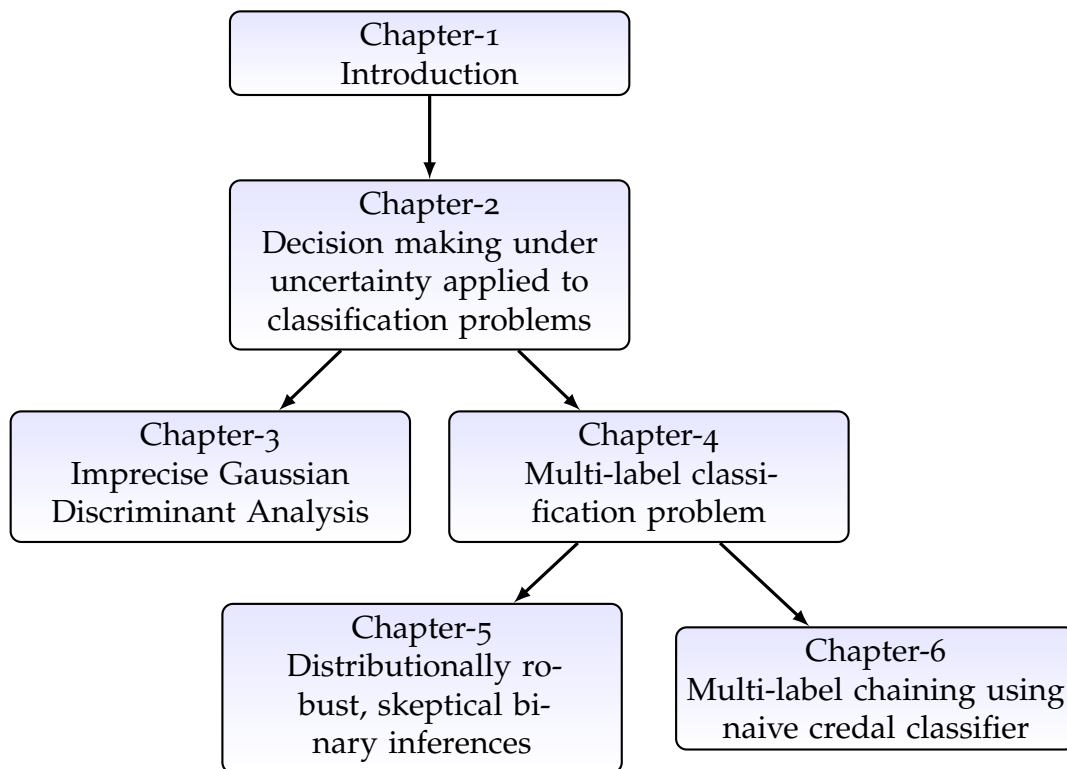 Chapter-1
Introduction
Chapter-2
Decision making under
uncertainty applied to
classification problems
Chapter-3
Imprecise Gaussian
Discriminant Analysis
Chapter-4
Multi-label classi-
fication problem
Chapter-5
Distributionally ro-
bust, skeptical bi-
nary inferences
Chapter-6
Multi-label chaining using
naive credal classifier